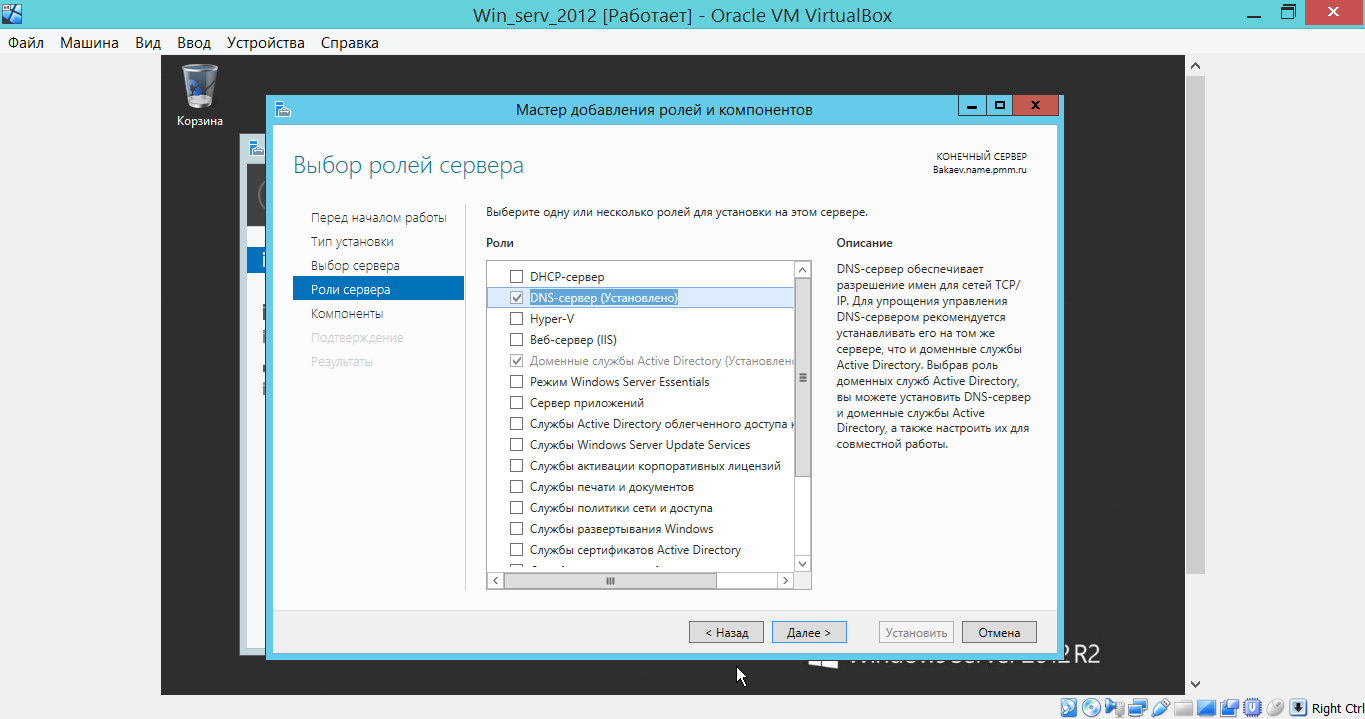 Win_serv_2012 [Работает] - Oracle VM VirtualBox
Файл Машина Вид Ввод Устройства Справка
Корзина
Мастер добавления ролей и компонентов
Выбор ролей сервера
КОНЕЧНЫЙ СЕРВЕР
Bakaev.name.pmm.ru
Перед началом работы
Тип установки
Выбор сервера
Роли сервера
Компоненты
Подтверждение
Результаты
Выберите одну или несколько ролей для установки на этом сервере.
Роли
DHCP-сервер
DNS-сервер (Установлено)
Hyper-V
Веб-сервер (IIS)
Доменные службы Active Directory (Установлено
Режим Windows Server Essentials
Сервер приложений
Службы Active Directory облегченного доступа к
Службы Windows Server Update Services
Службы активации корпоративных лицензий
Службы печати и документов
Службы политики сети и доступа
Службы развертывания Windows
Службы сертификатов Active Directory
Описание
DNS-сервер обеспечивает
разрешение имен для сетей TCP/
IP. Для упрощения управления
DNS-сервером рекомендуется
устанавливать его на том же
сервере, что и доменные службы
Active Directory. Выбрав роль
доменных служб Active Directory,
вы можете установить DNS-сервер
и доменные службы Active
Directory, а также настроить их для
совместной работы.
< Назад Далее > Установить Отмена
R2
Right Ctrl